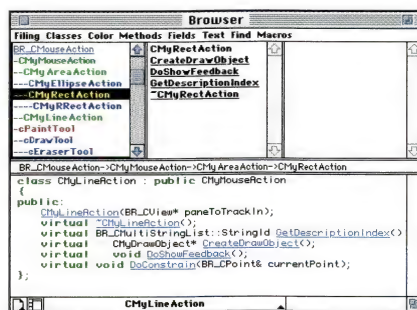 Browser
Filing Classes Color Methods Fields Text Find Macros
BR_CMouseAction
-CMyMouseAction
--CMyAreaAction
---CMyEllipseAction
---CMyRectAction
----CMyRRectAction
--CMyLineAction
-cPaintTool
--cDrawTool
---cEraserTool
CMyRectAction
CreateDrawObject
DoShowFeedback
GetDescriptionIndex
~CMyRectAction
BR_CMouseAction->CMyMouseAction->CMyAreaAction->CMyRectAction
class CMyLineAction : public CMyMouseAction
{
public:
CMyLineAction(BR_CView* paneToTrackIn);
virtual ~CMyLineAction();
virtual BR_CMultiStringList::StringId GetDescriptionIndex()
virtual CMyDrawObject* CreateDrawObject();
virtual void DoShowFeedback();
virtual void DoConstrain(BR_CPoint& currentPoint);
};
CMyLineAction